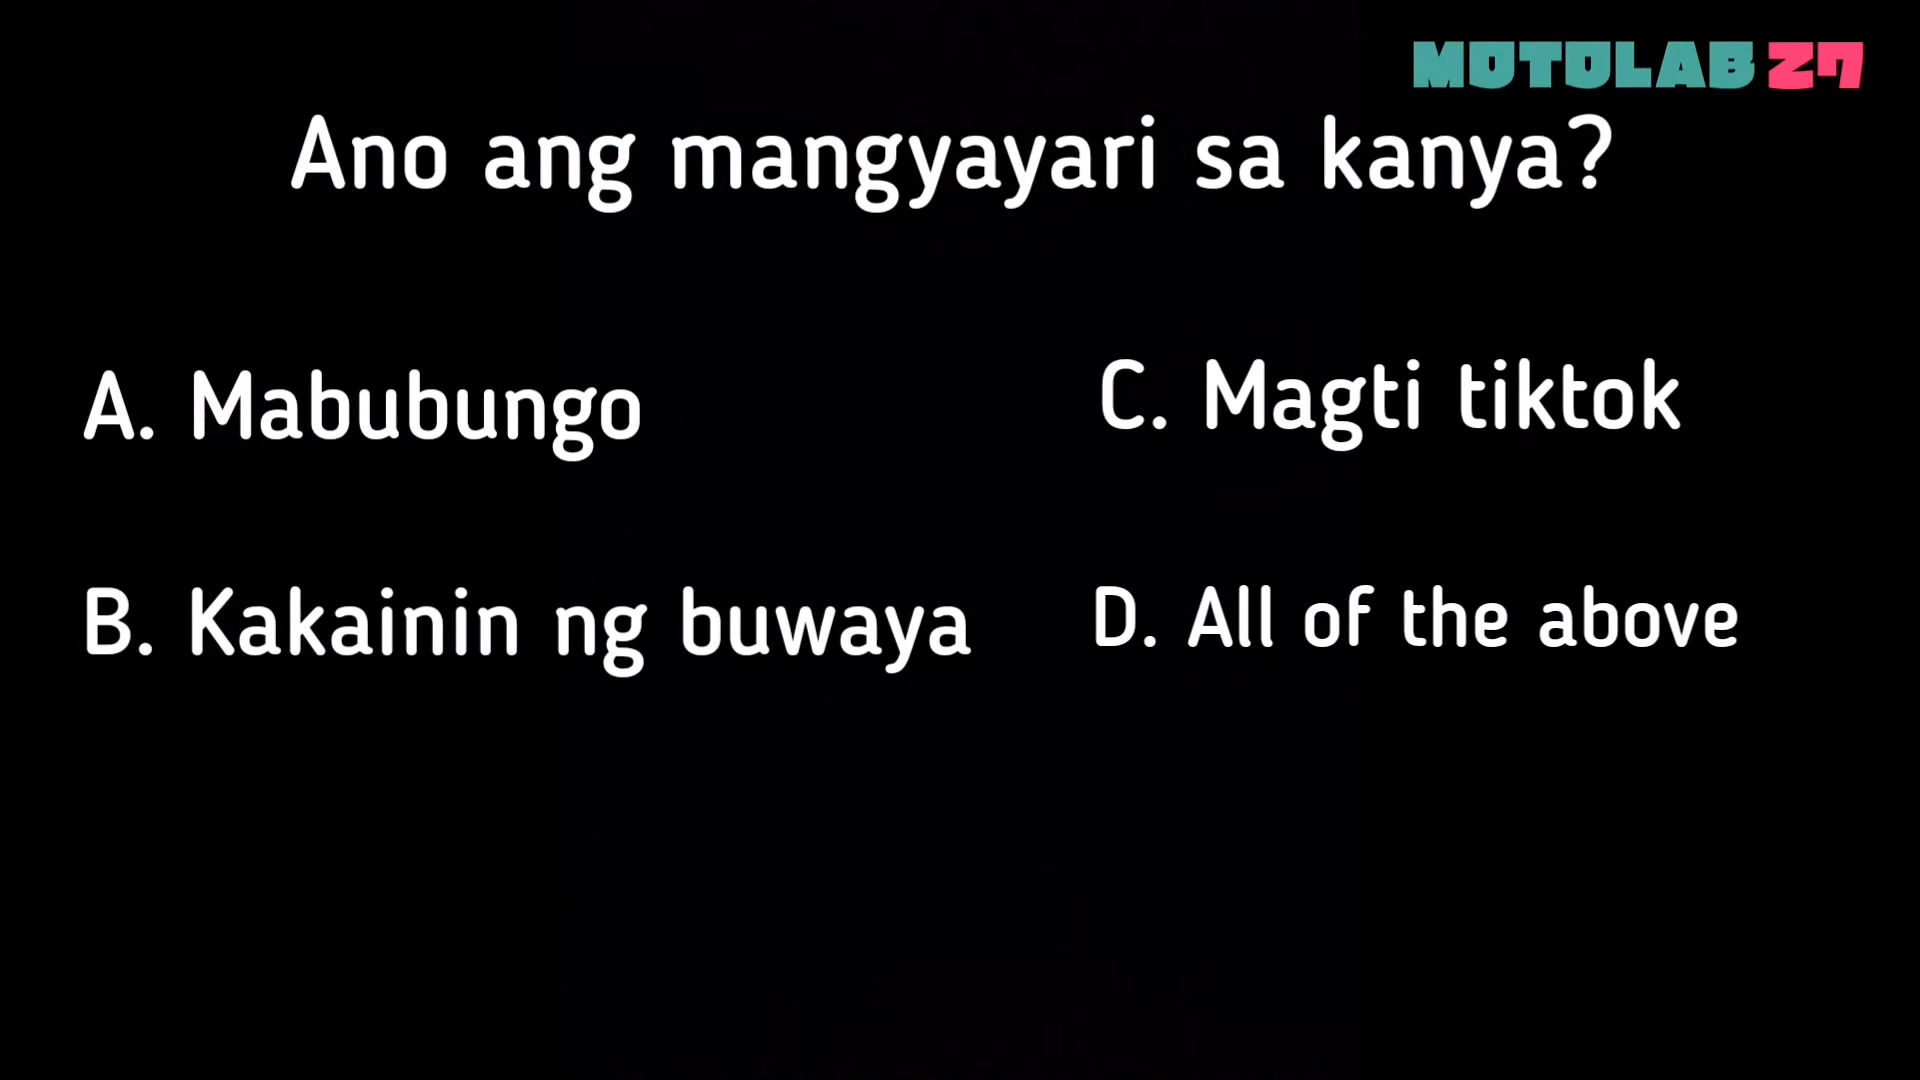 MOTOLAB 27
Ano ang mangyayari sa kanya?
A. Mabubungo
B. Kakainin ng buwaya
C. Magti tiktok
D. All of the above